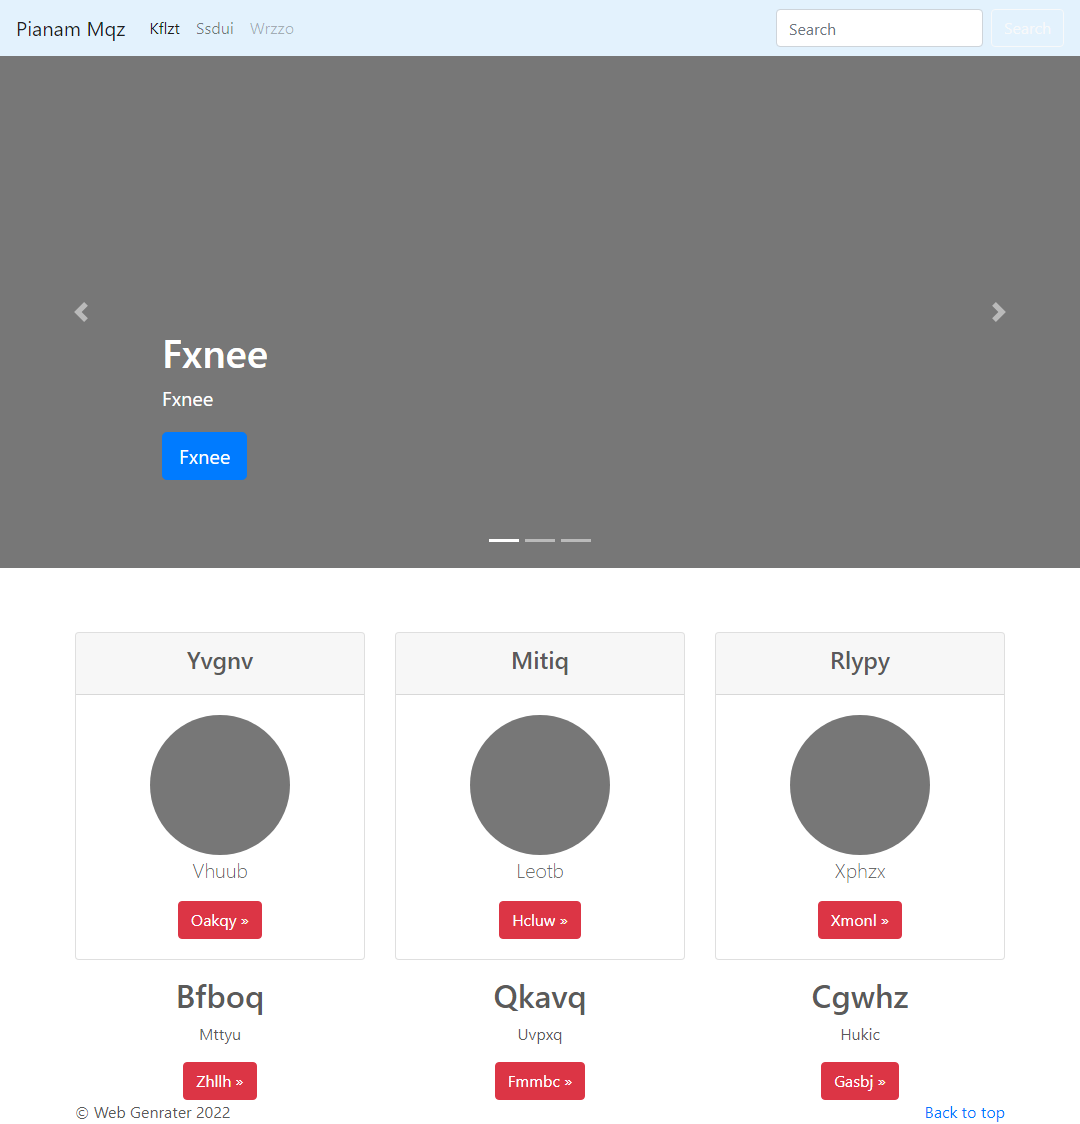 Pianam Mqz Kflzt Ssdui Wrzzo Search Search
Fxnee
Fxnee
Fxnee
Yvgnv Mitiq Rlypy
Vhuub Leotb Xphzx
Oakqy » Hcluw » Xmonl »
Bfboq Qkavq Cgwhz
Mttyu Uvpxq Hukic
Zhllh » Fmmbc » Gasbj »
© Web Genrater 2022 Back to top